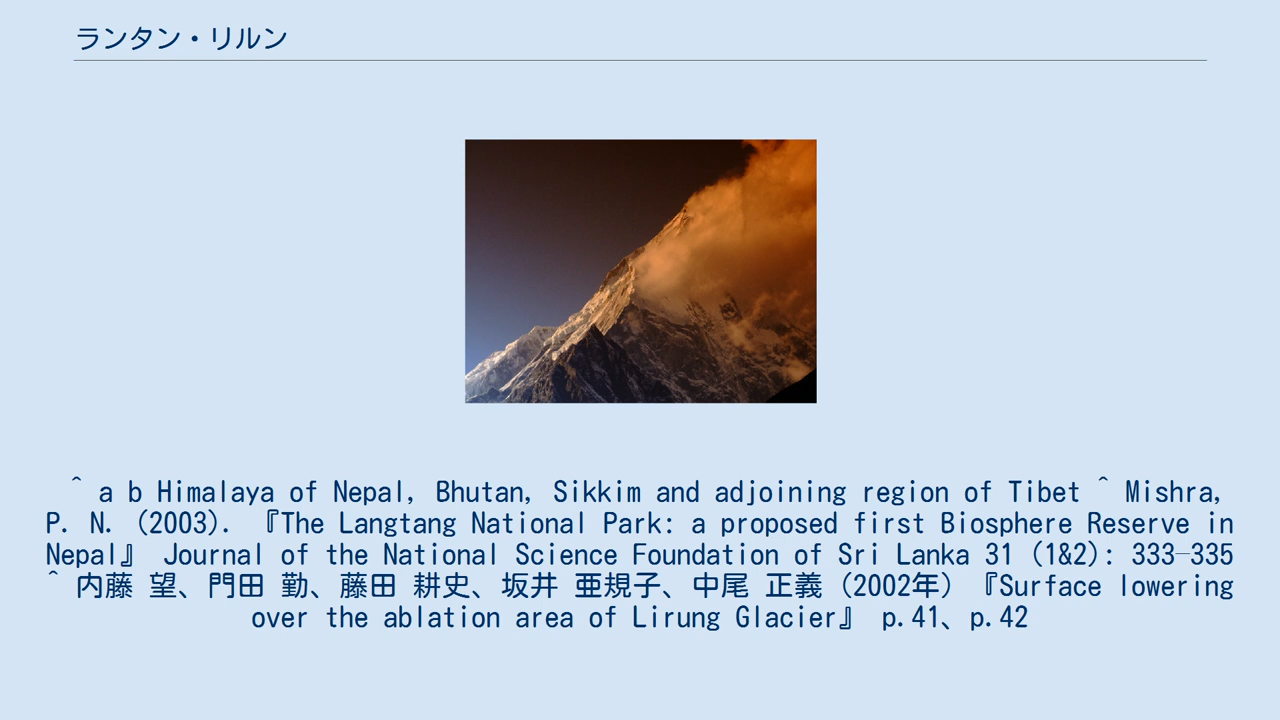 ランタン・リルン
^ a b Himalaya of Nepal, Bhutan, Sikkim and adjoining region of Tibet ^ Mishra,
P. N. (2003). 『The Langtang National Park: a proposed first Biosphere Reserve in
Nepal』 Journal of the National Science Foundation of Sri Lanka 31 (1&2): 333–335
^ 内藤 望、門田 勤、藤田 耕史、坂井 亜規子、中尾 正義（2002年）『Surface lowering
over the ablation area of Lirung Glacier』 p.41、p.42